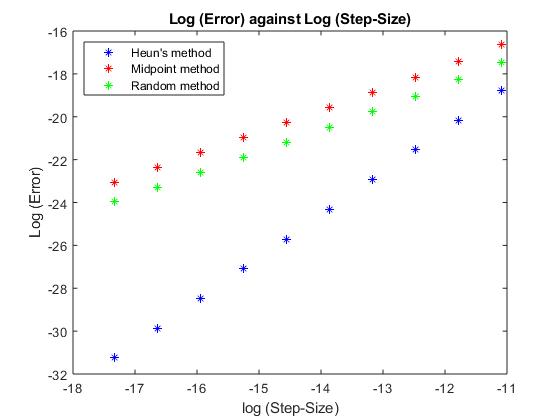 Log (Error) against Log (Step-Size)
Heun's method
Midpoint method
Random method
Log (Error)
-16
-18
-20
-22
-24
-26
-28
-30
-32
-18 -17 -16 -15 -14 -13 -12 -11
log (Step-Size)